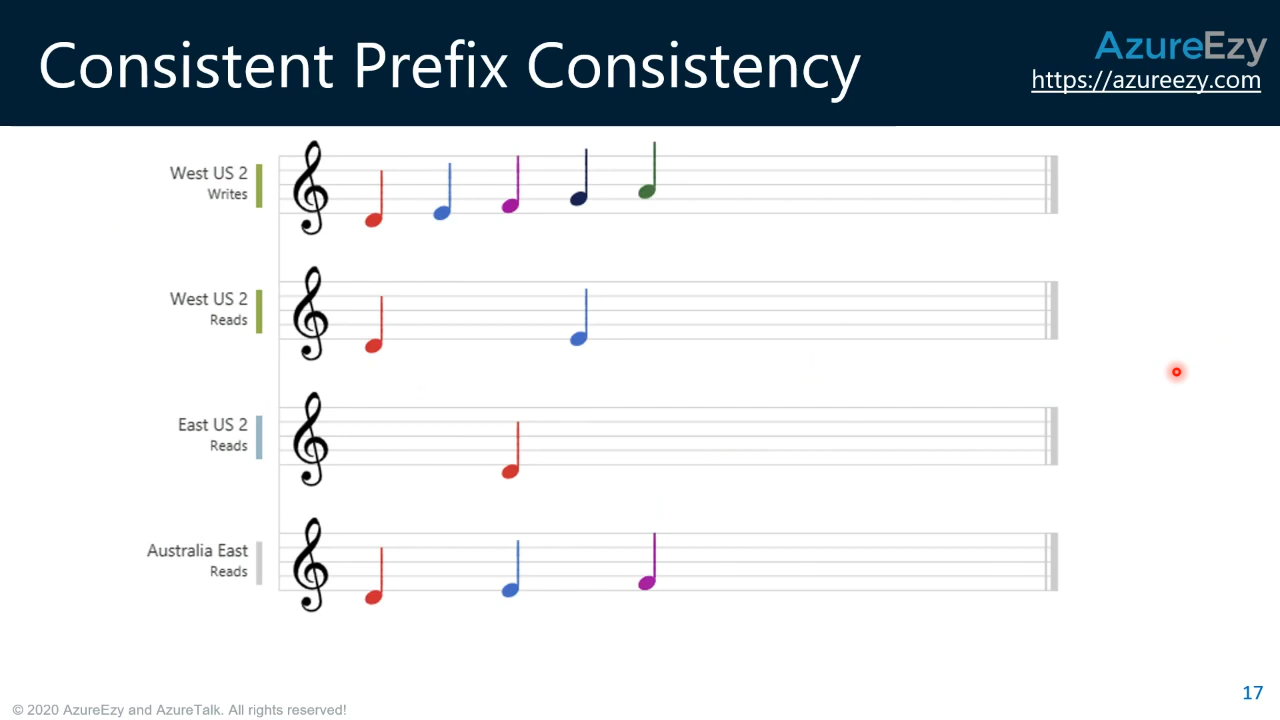 Consistent Prefix Consistency
AzureEzy
https://azureezy.com
West US 2
Writes
West US 2
Reads
East US 2
Reads
Australia East
Reads
17
© 2020 AzureEzy and AzureTalk. All rights reserved!